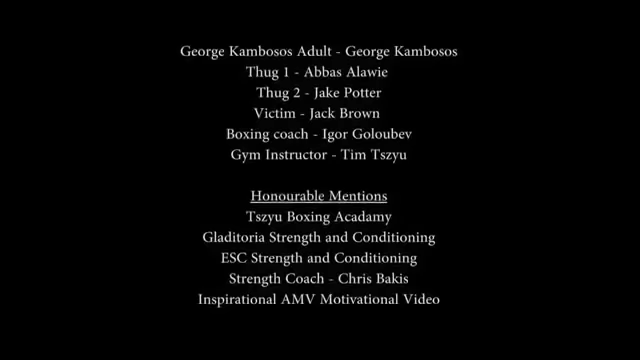 George Kambosos Adult - George Kambosos
Thug 1 - Abbas Alawie
Thug 2 - Jake Potter
Victim - Jack Brown
Boxing coach - Igor Goloubev
Gym Instructor - Tim Tszyu
Honourable Mentions
Tszyu Boxing Acadamy
Gladitoria Strength and Conditioning
ESC Strength and Conditioning
Strength Coach - Chris Bakis
Inspirational AMV Motivational Video